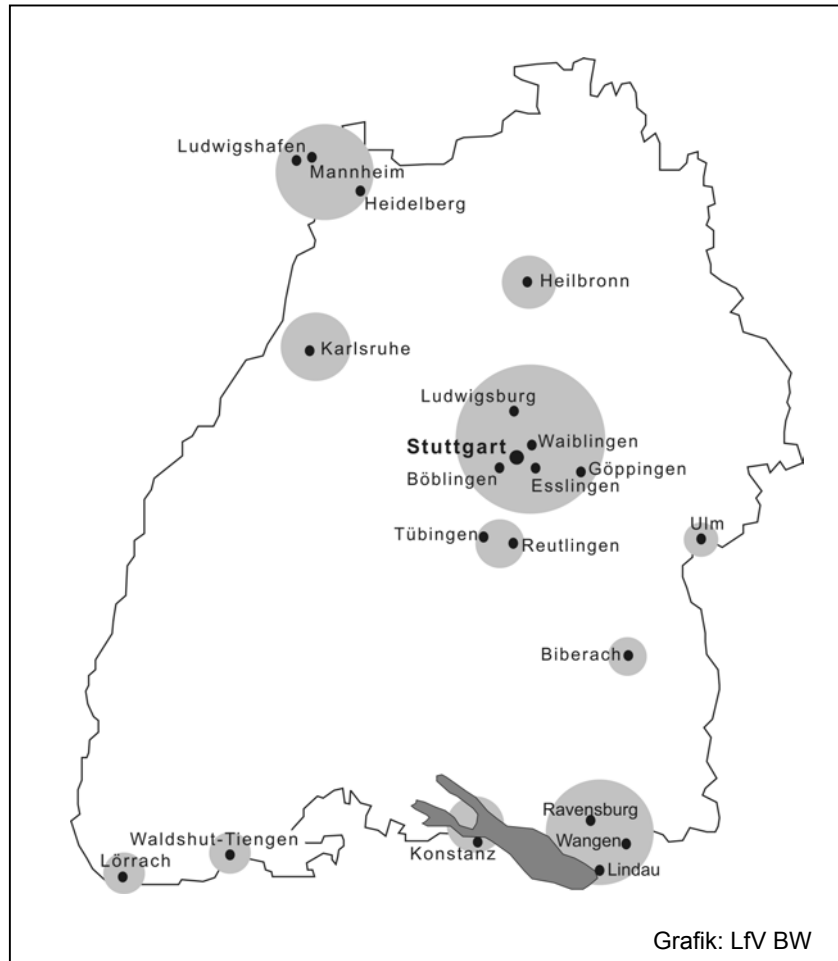 Ludwigshafen
Mannheim
Heidelberg
Heilbronn
Karlsruhe
Ludwigsburg
Waiblingen
Stuttgart
Göppingen
Böblingen
Esslingen
Ulm
Tübingen
Reutlingen
Biberach
Ravensburg
Waldshut-Tiengen
Wangen
Konstanz
Lörrach
Lindau
Grafik: LfV BW